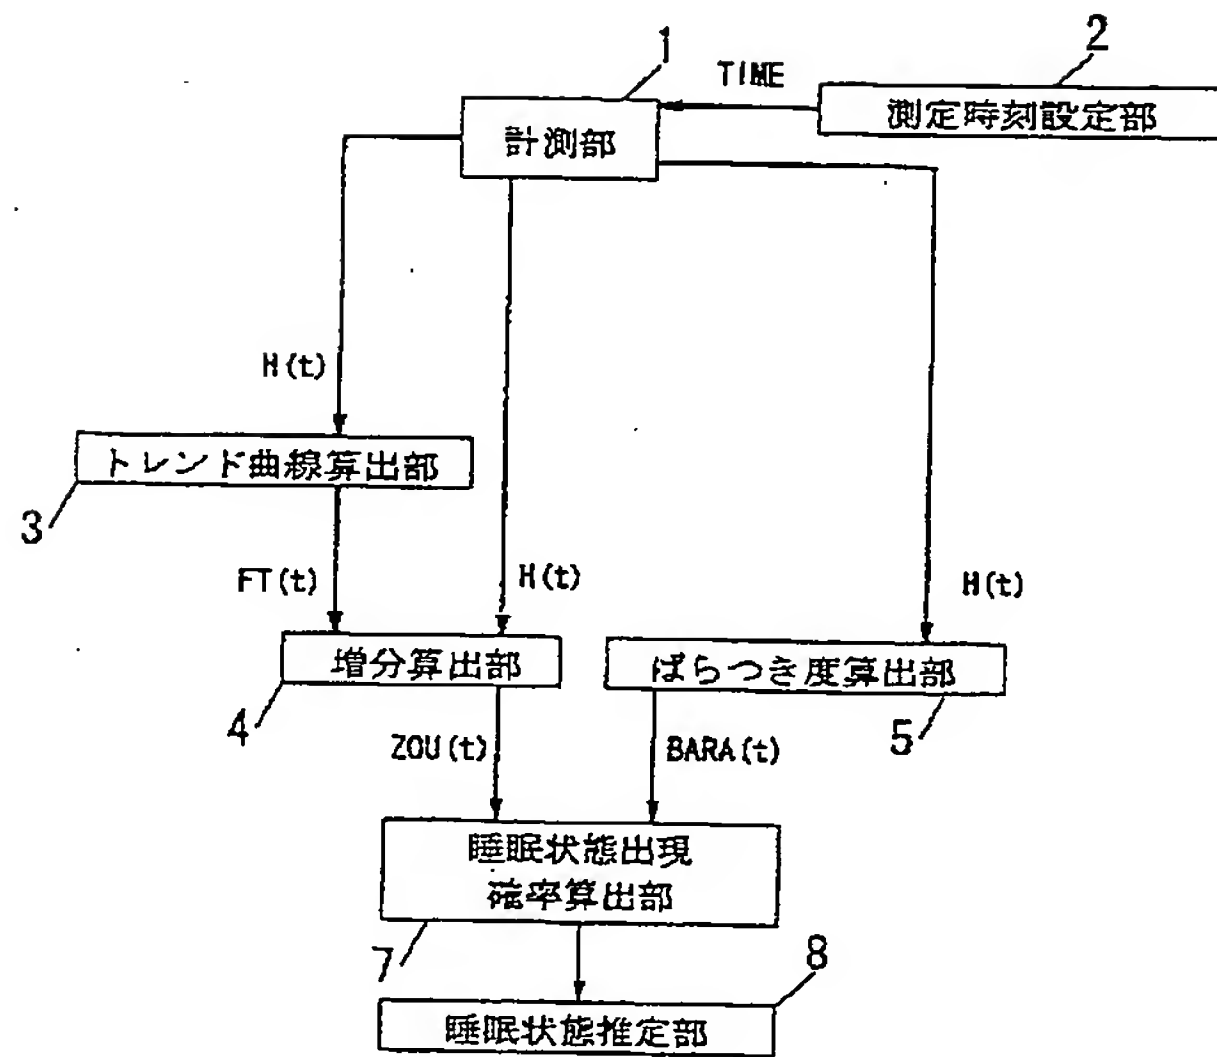 1
TIME
2
測定時刻設定部
計測部
H(t)
トレンド曲線算出部
3
FT(t)
H(t)
H(t)
増分算出部
ばらつき度算出部
4
ZOU(t)
BARA(t)
5
睡眠状態出現
確率算出部
7
8
睡眠状態推定部